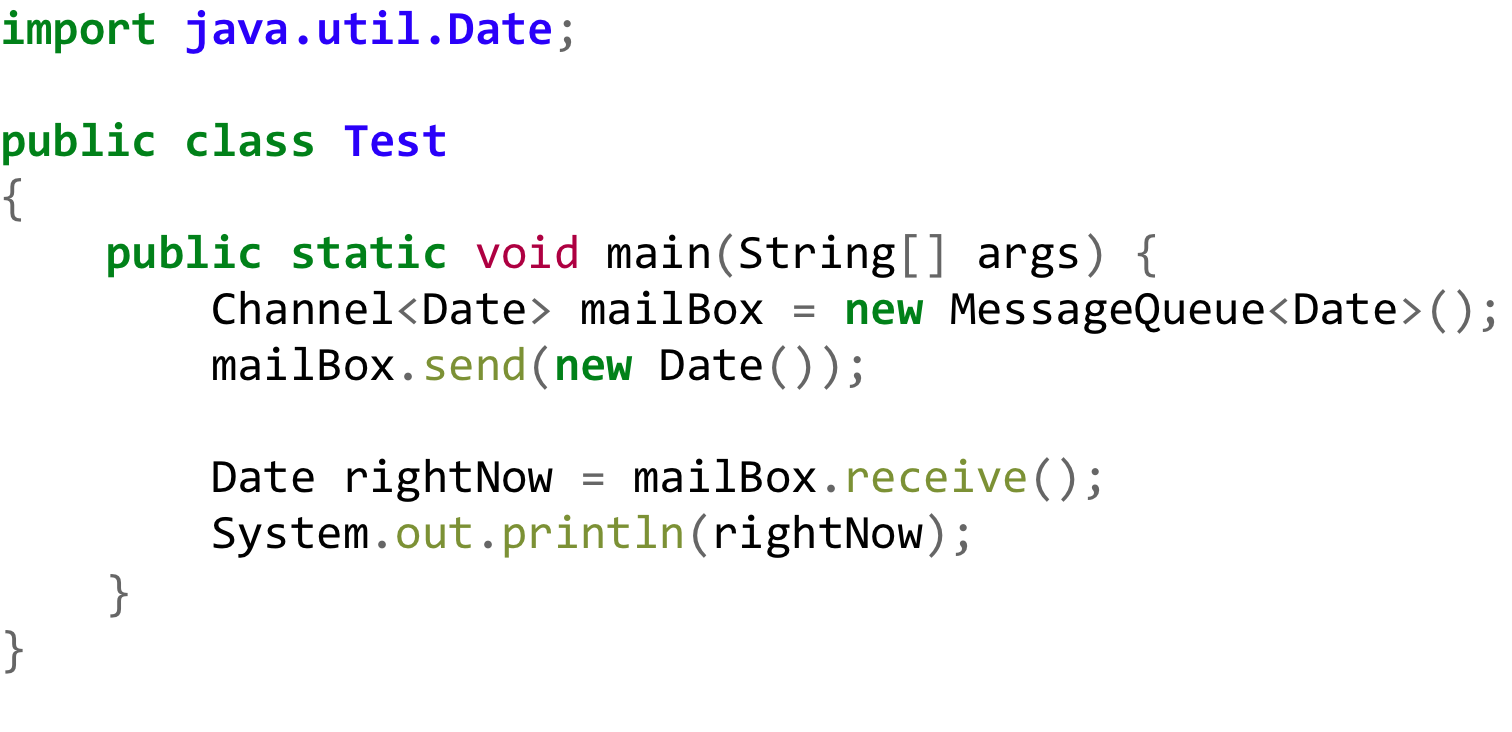 import java.util.Date;

public class Test
{
    public static void main(String[] args) {
        Channel<Date> mailBox = new MessageQueue<Date>();
        mailBox.send(new Date());

        Date rightNow = mailBox.receive();
        System.out.println(rightNow);
    }
}